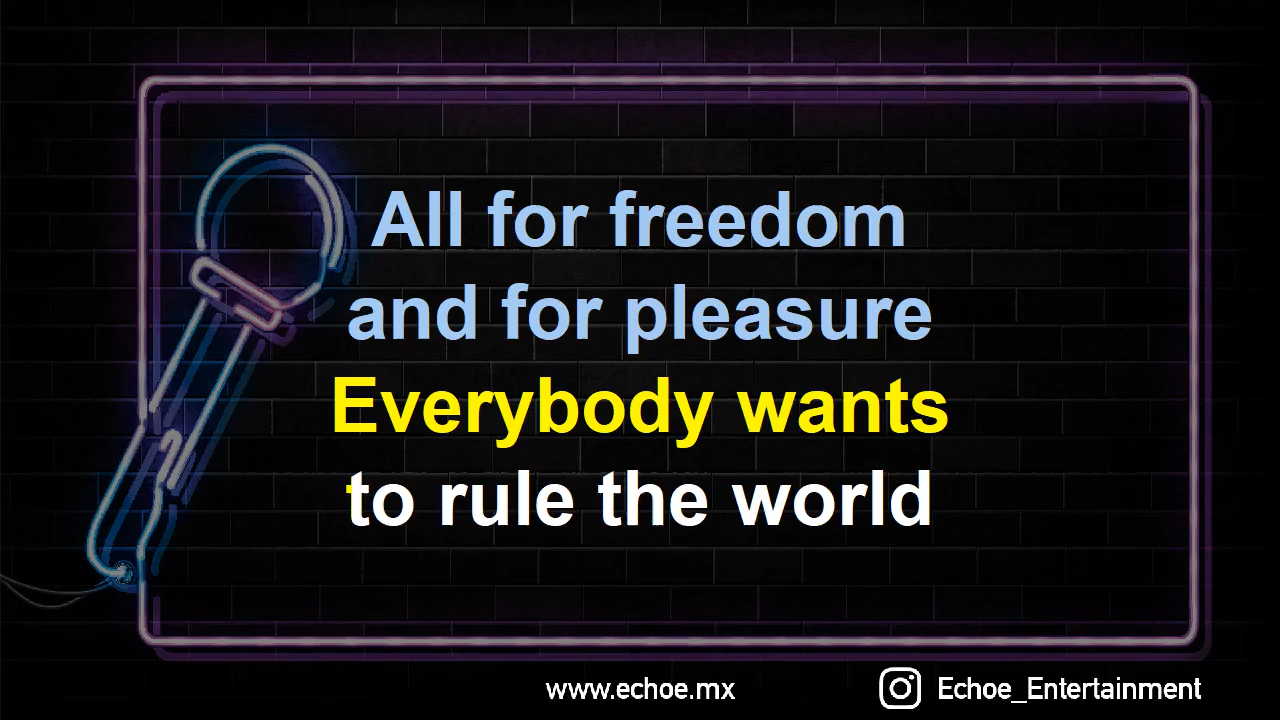 All for freedom
and for pleasure
Everybody wants
to rule the world
www.echoe.mx
Echoe_Entertainment